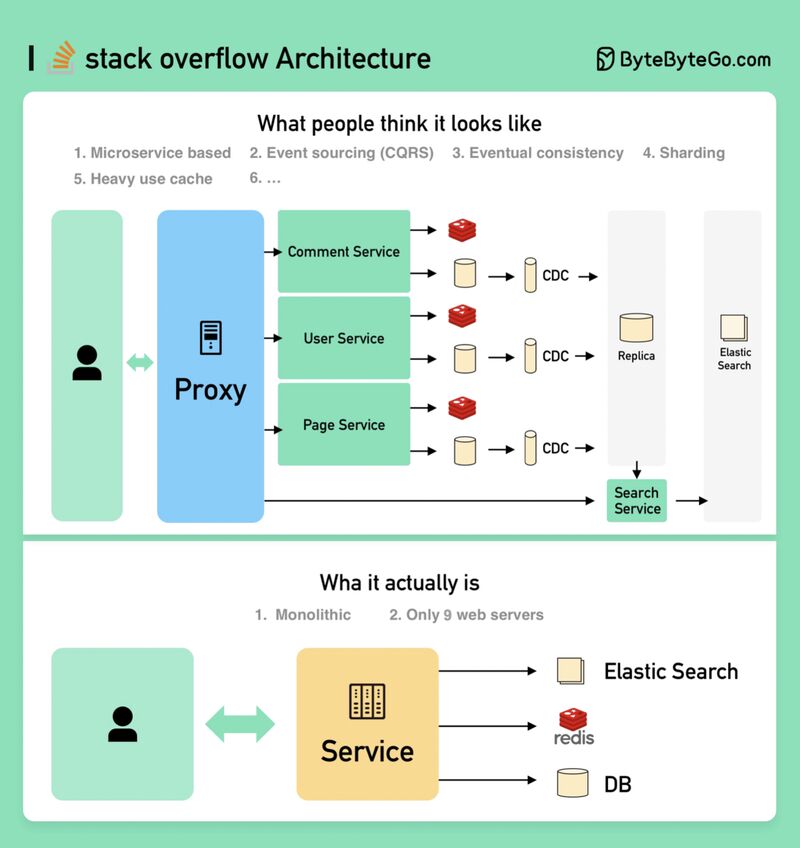 stack overflow Architecture
ByteByteGo.com
What people think it looks like
1. Microservice based 2. Event sourcing (CQRS) 3. Eventual consistency 4. Sharding
5. Heavy use cache 6. ...
Comment Service
CDC
User Service
Proxy
CDC
Replica
Elastic
Search
Page Service
CDC
Search
Service
Wha it actually is
1. Monolithic 2. Only 9 web servers
Service
Elastic Search
redis
DB